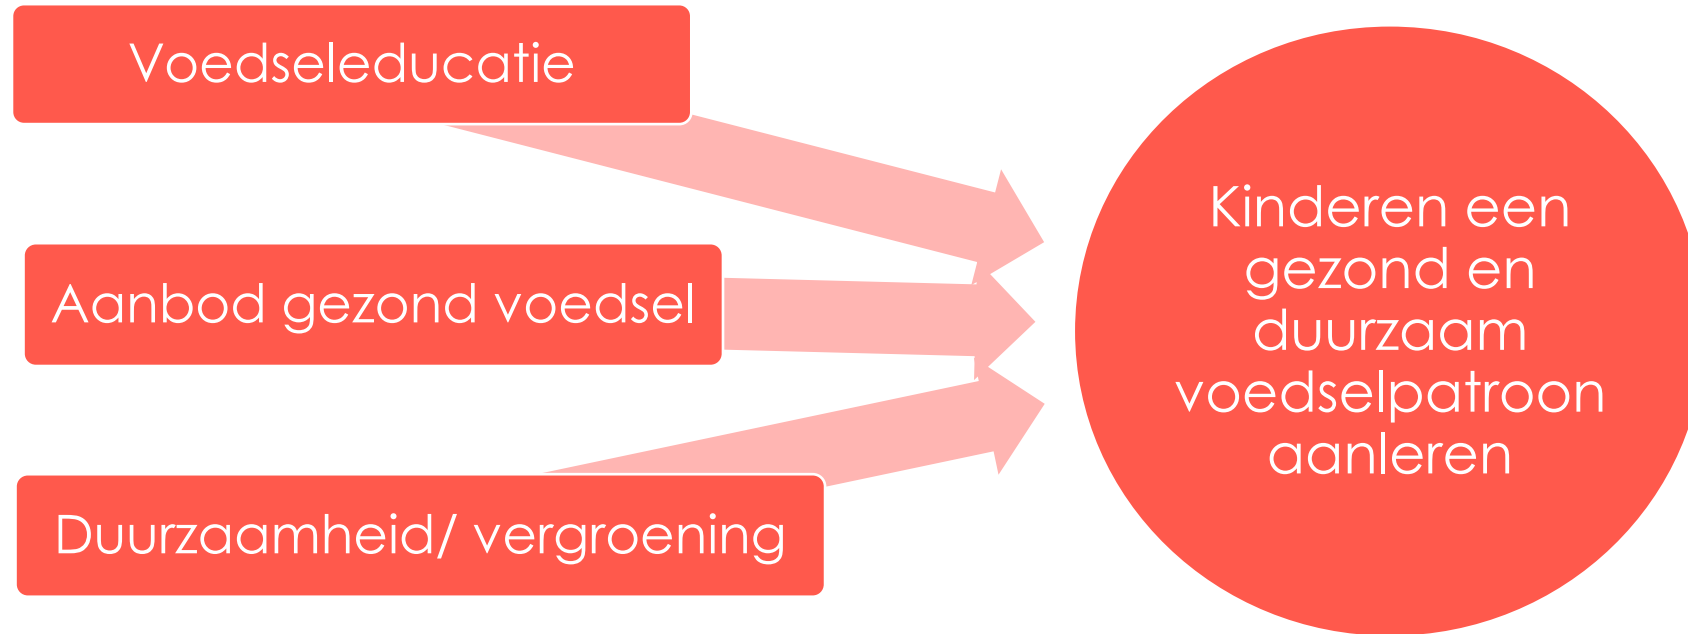 Voedseleducatie
Aanbod gezond voedsel
Duurzaamheid/ vergroening
Kinderen een
gezond en
duurzaam
voedselpatroon
aanleren